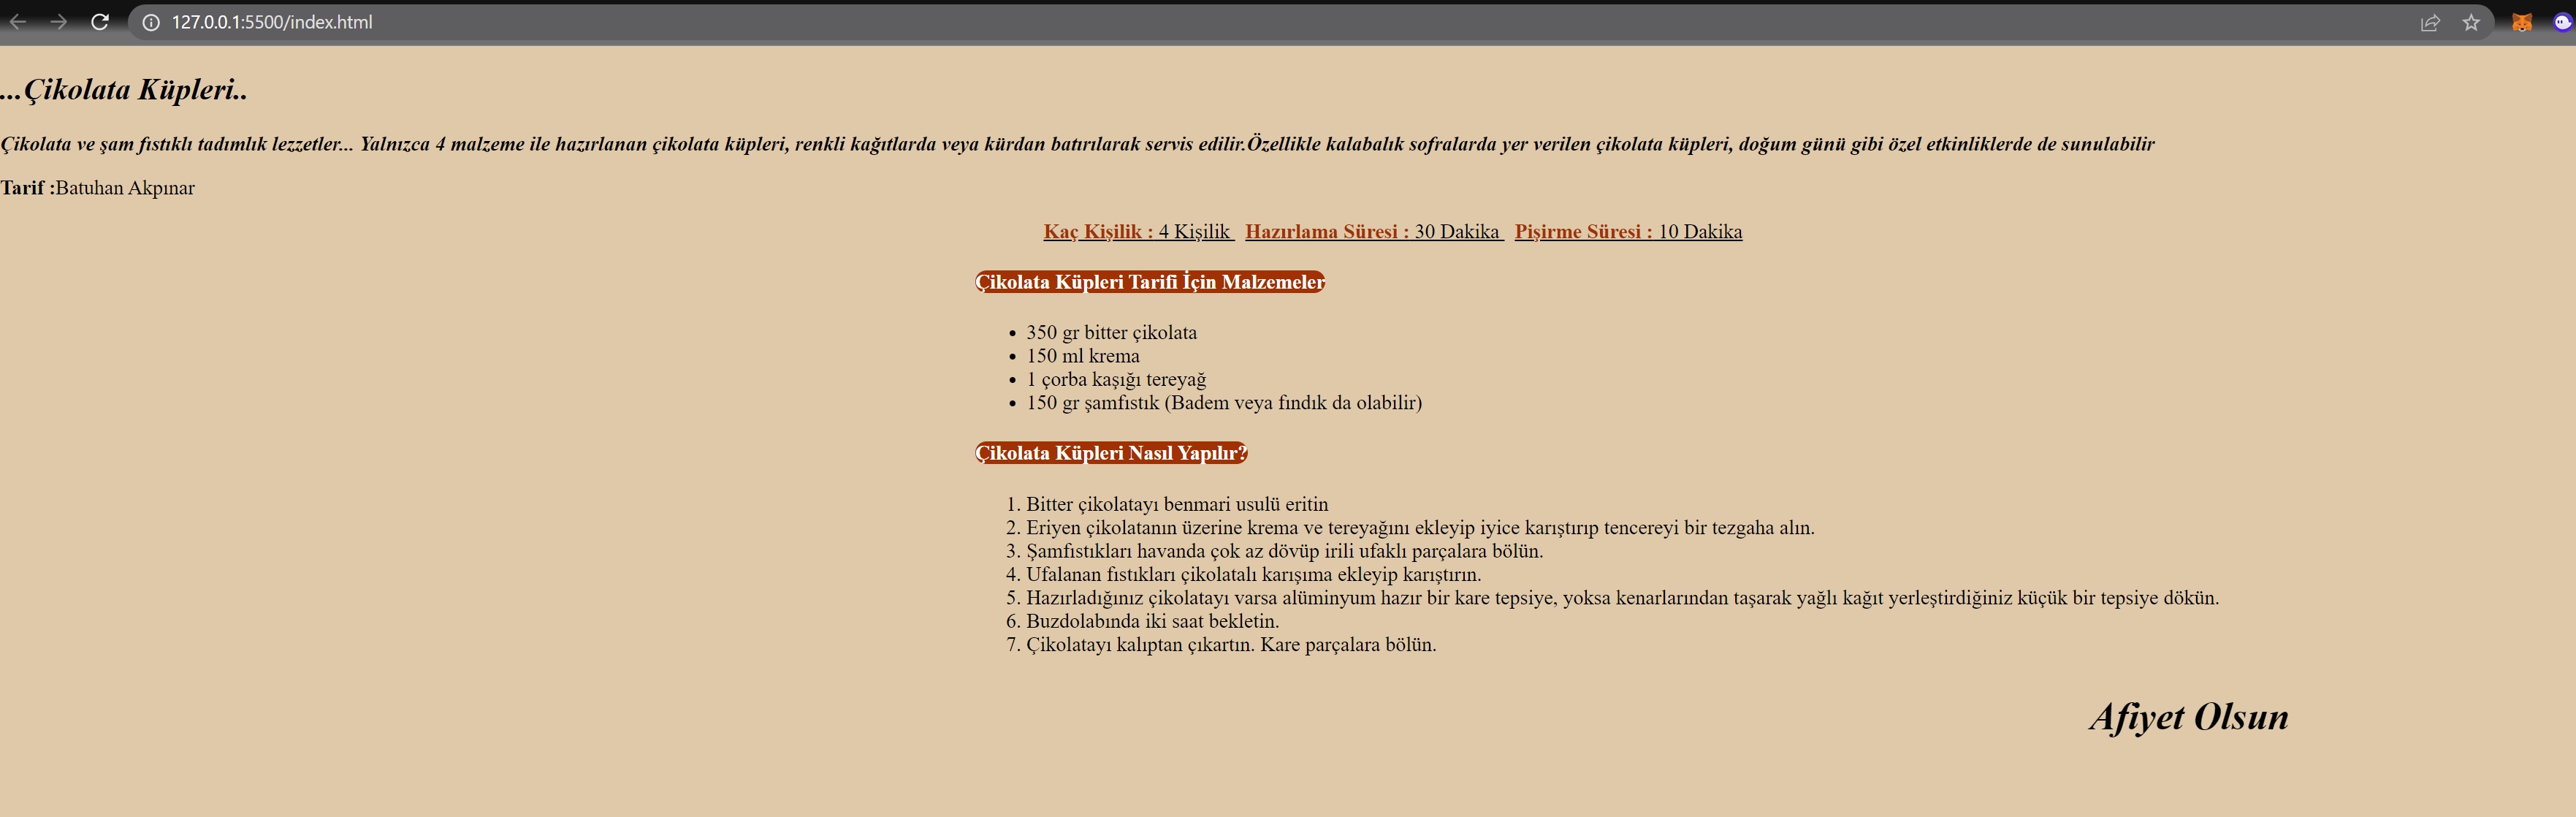 127.0.0.1:5500/index.html
...Çikolata Küpleri..
Çikolata ve şam fıstıklı tadımlık lezzetler... Yalnızca 4 malzeme ile hazırlanan çikolata küpleri, renkli kağıtlarda veya kürdan batırılarak servis edilir.Özellikle kalabalık sofralarda yer verilen çikolata küpleri, doğum günü gibi özel etkinliklerde de sunulabilir
Tarif :Batuhan Akpınar
Kaç Kişilik : 4 Kişilik Hazırlama Süresi : 30 Dakika Pişirme Süresi : 10 Dakika
Çikolata Küpleri Tarifi İçin Malzemeler
• 350 gr bitter çikolata
• 150 ml krema
• 1 çorba kaşığı tereyağ
• 150 gr şamfıstık (Badem veya fındık da olabilir)
Çikolata Küpleri Nasıl Yapılır?
1. Bitter çikolatayı benmari usulü eritin
2. Eriyen çikolatanın üzerine krema ve tereyağını ekleyip iyice karıştırıp tencereyi bir tezgaha alın.
3. Şamfıstıkları havanda çok az dövüp irili ufaklı parçalara bölün.
4. Ufalanan fıstıkları çikolatalı karışıma ekleyip karıştırın.
5. Hazırladığınız çikolatayı varsa alüminyum hazır bir kare tepsiye, yoksa kenarlarından taşarak yağlı kağıt yerleştirdiğiniz küçük bir tepsiye dökün.
6. Buzdolabında iki saat bekletin.
7. Çikolatayı kalıptan çıkartın. Kare parçalara bölün.
Afiyet Olsun